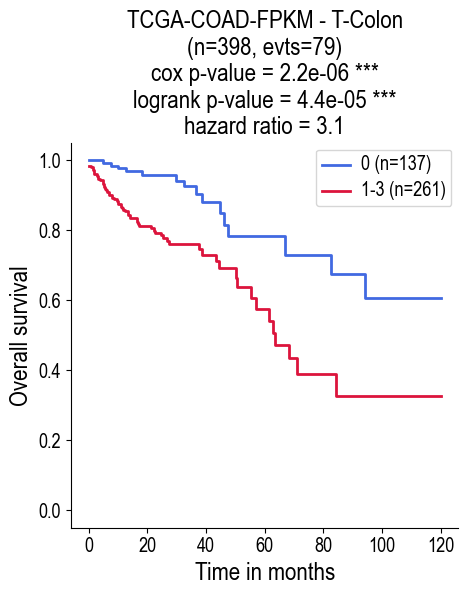 TCGA-COAD-FPKM - T-Colon
(n=398, evts=79)
cox p-value = 2.2e-06 ***
logrank p-value = 4.4e-05 ***
hazard ratio = 3.1
0 (n=137)
1-3 (n=261)
Overall survival
1.0
0.8
0.6
0.4
0.2
0.0
0 20 40 60 80 100 120
Time in months